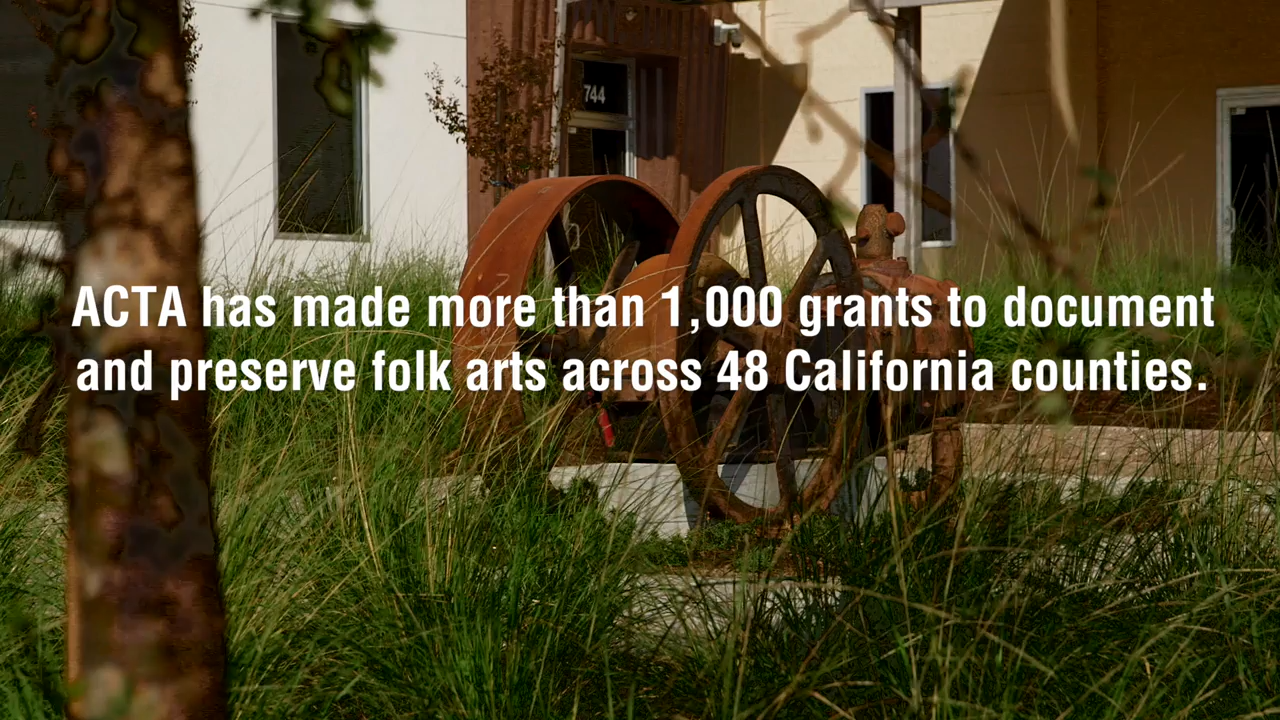 744
ACTA has made more than 1,000 grants to document
and preserve folk arts across 48 California counties.